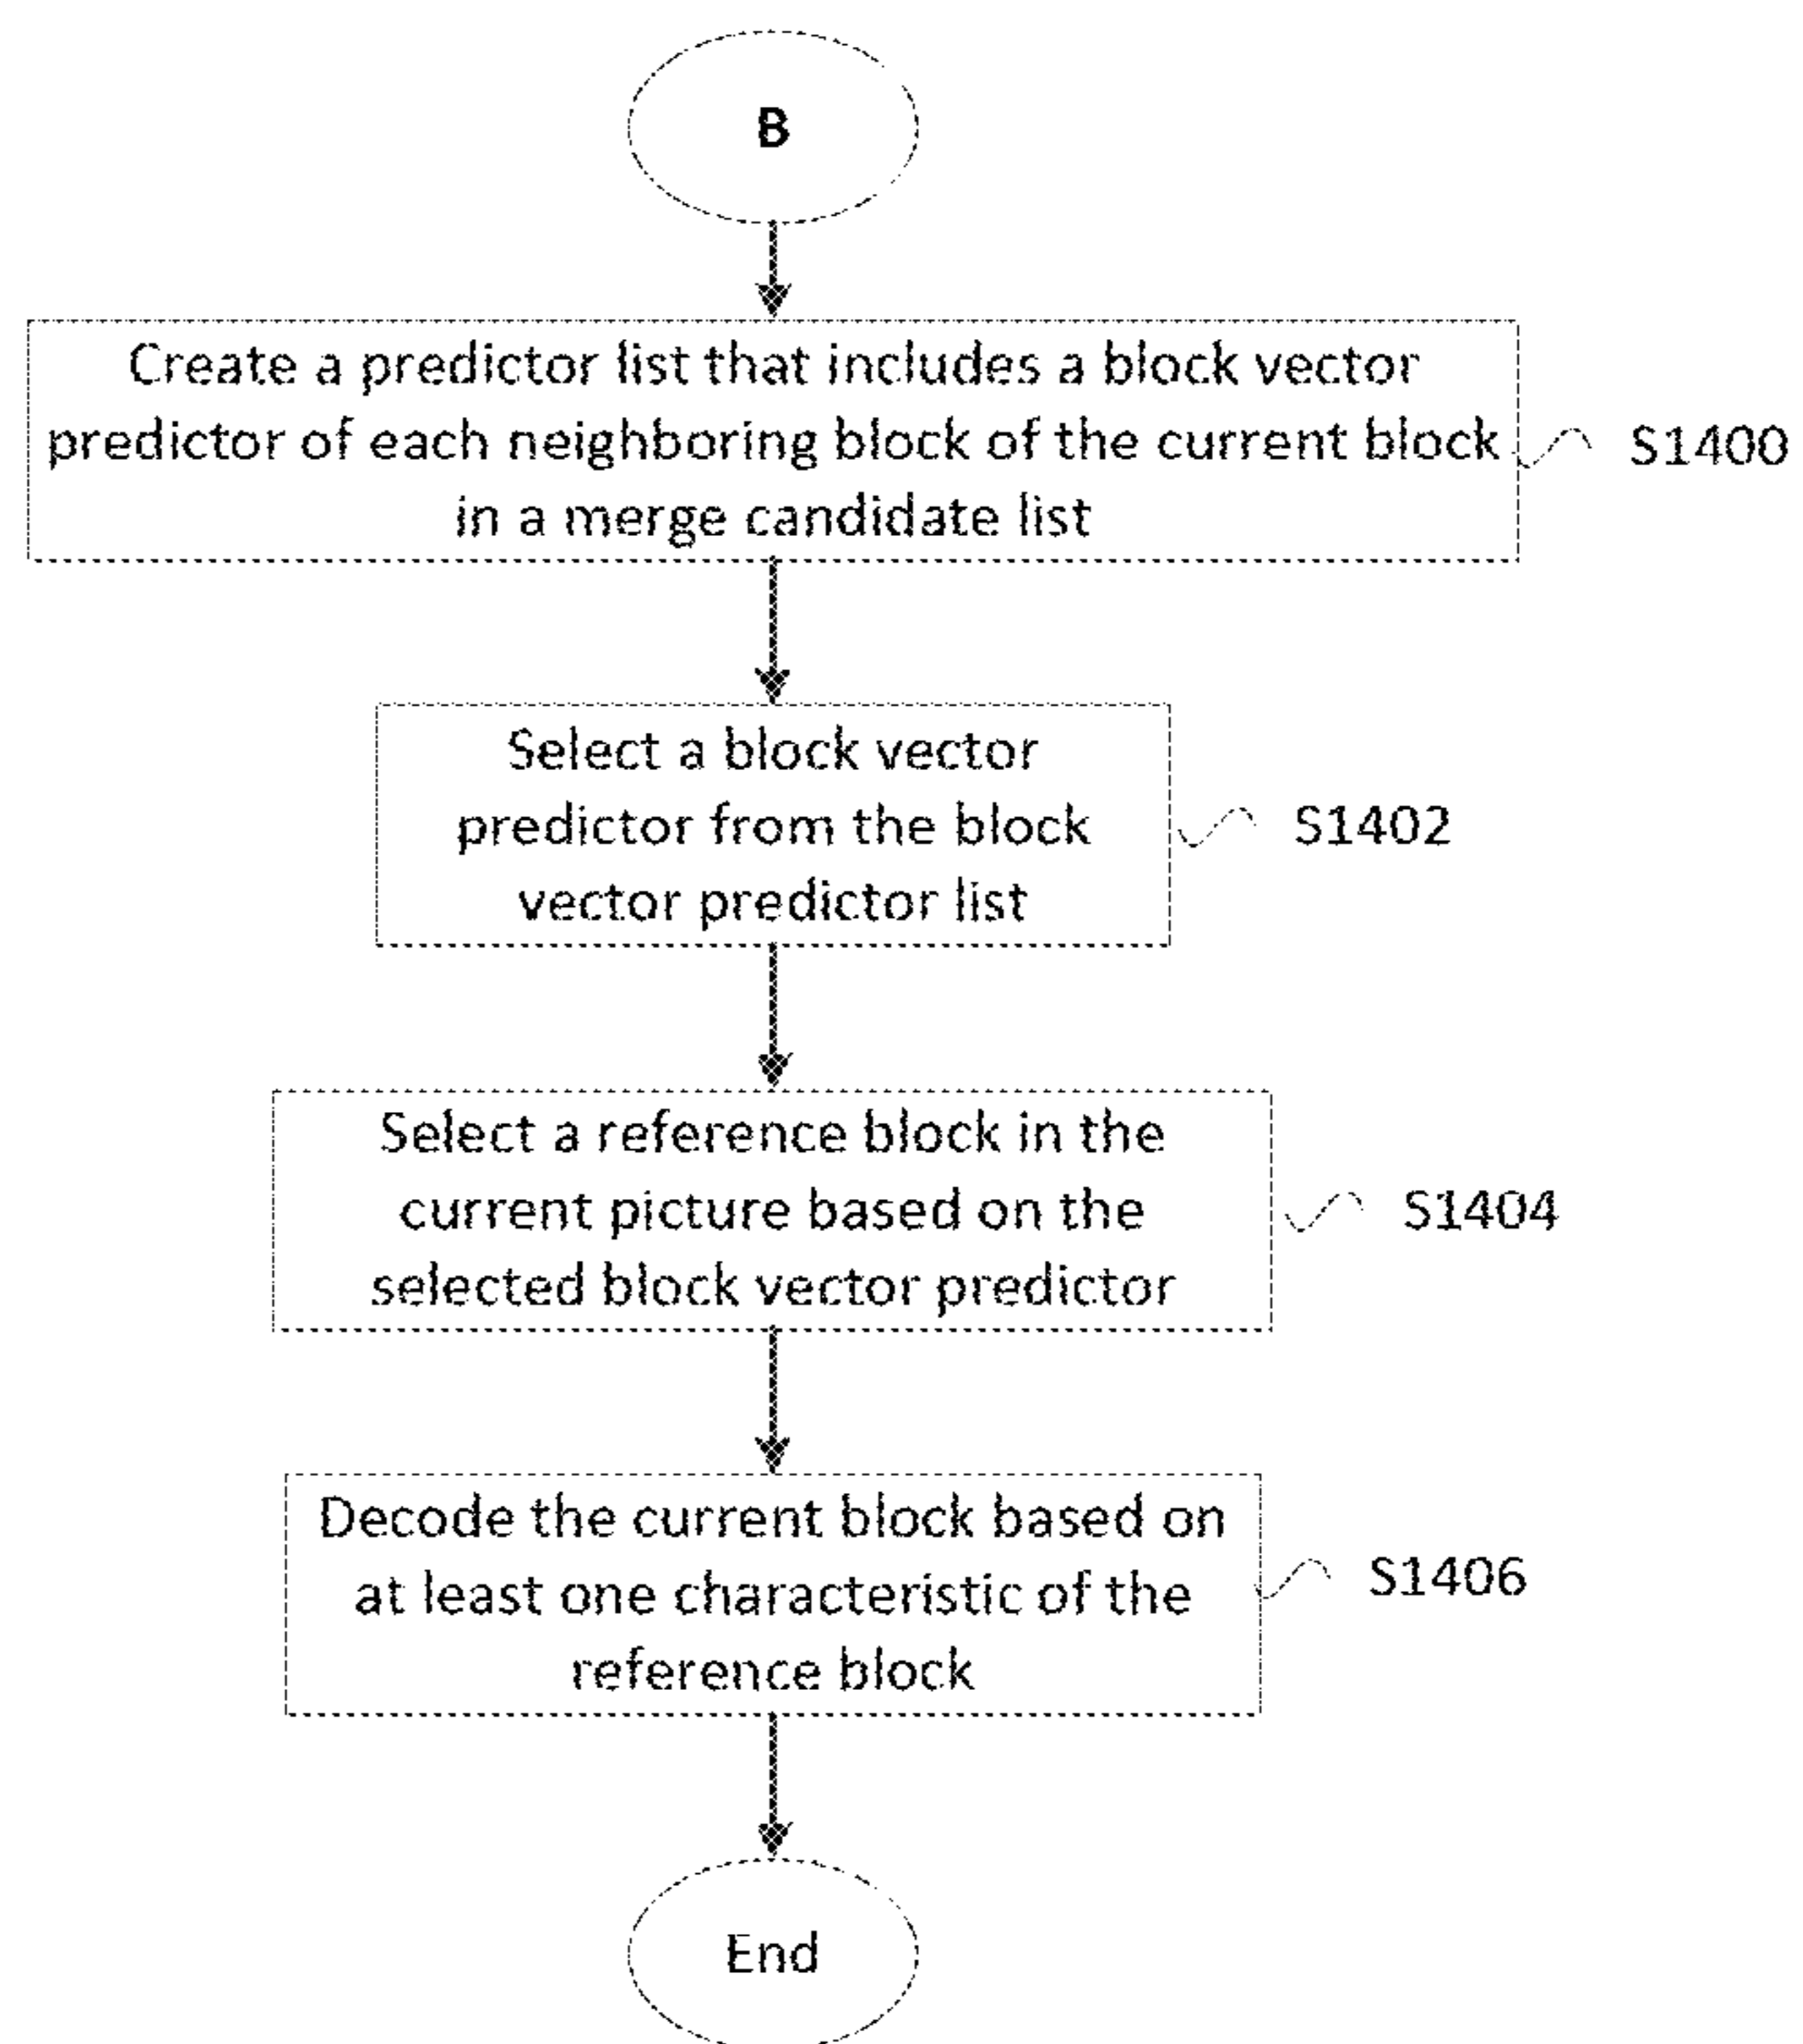 B
Create a predictor list that includes a block vector
predictor of each neighboring block of the current block
in a merge candidate list
S1400
Select a block vector
predictor from the block
vector predictor list
S1402
Select a reference block in the
current picture based on the
selected block vector predictor
S1404
Decode the current block based on
at least one characteristic of the
reference block
S1406
End